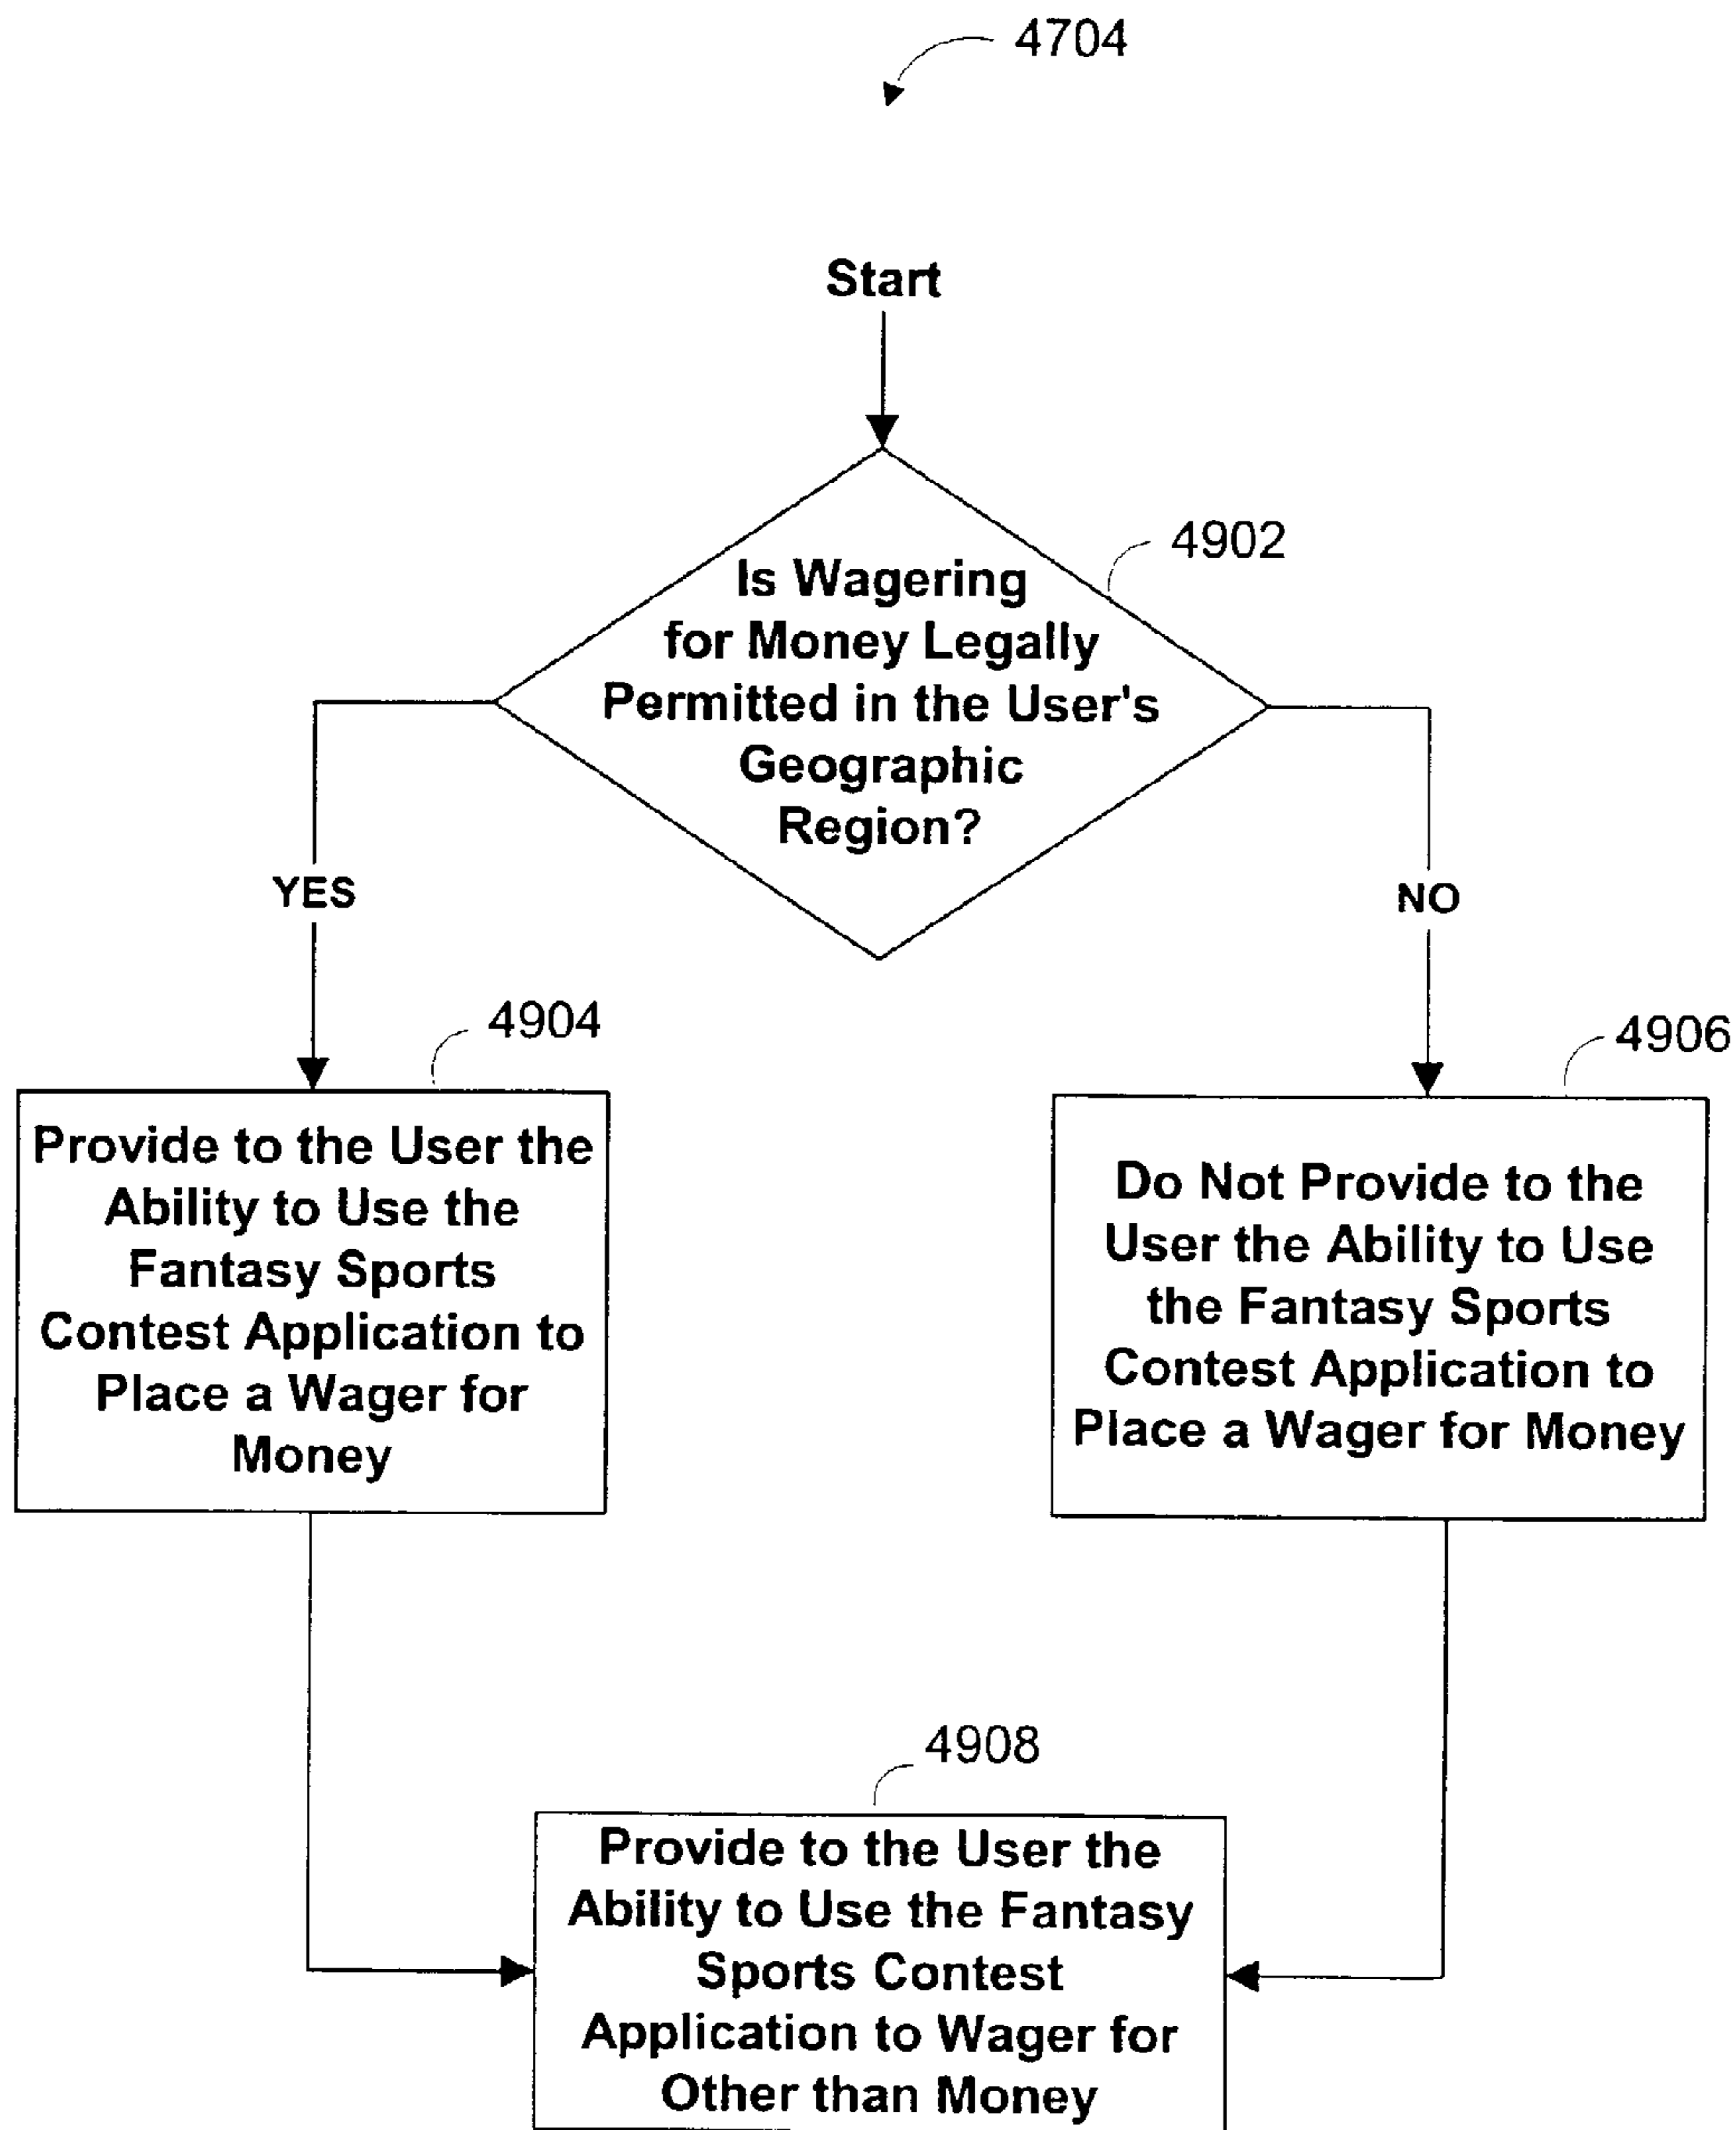 4704
Start
4902
Is Wagering
for Money Legally
Permitted in the User's
Geographic
Region?
YES
NO
4904
Provide to the User the
Ability to Use the
Fantasy Sports
Contest Application to
Place a Wager for
Money
4906
Do Not Provide to the
User the Ability to Use
the Fantasy Sports
Contest Application to
Place a Wager for Money
4908
Provide to the User the
Ability to Use the Fantasy
Sports Contest
Application to Wager for
Other than Money